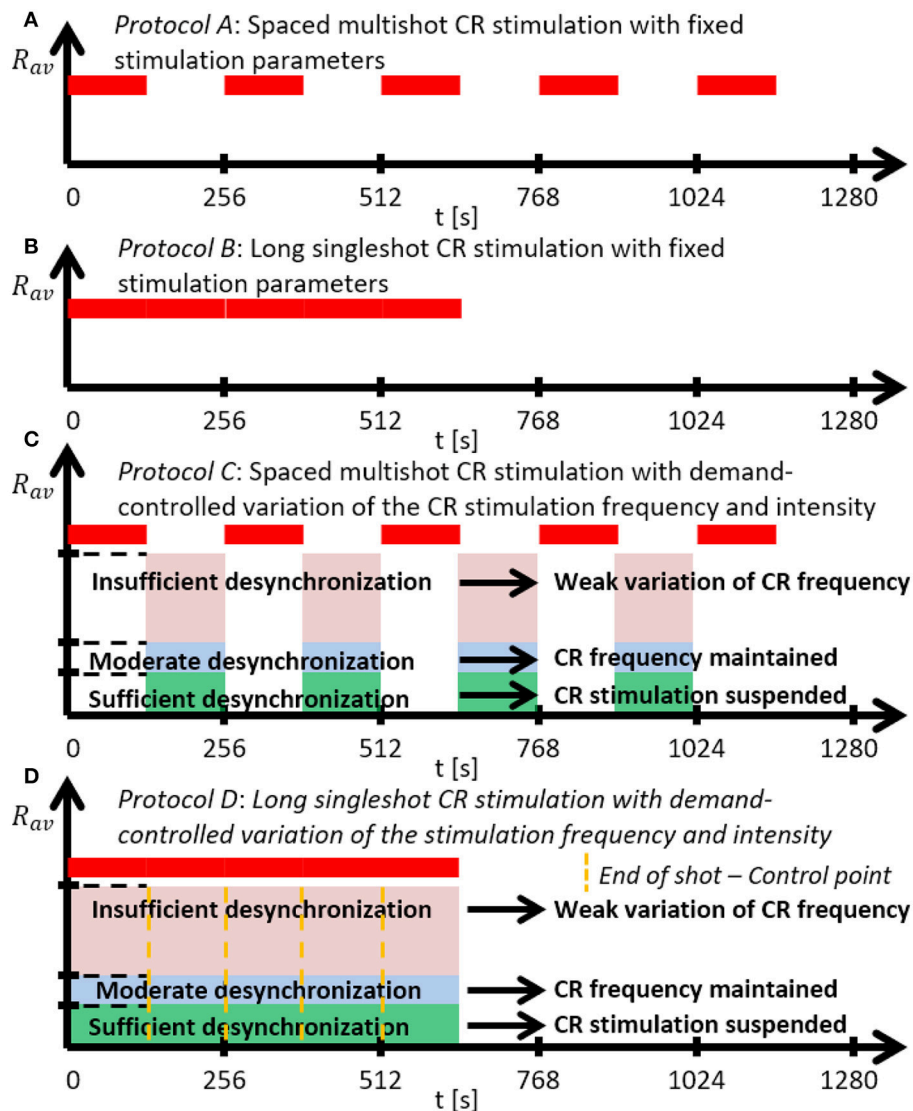 A
Protocol A: Spaced multishot CR stimulation with fixed
stimulation parameters
R_av
0 256 512 768 1024 1280
t [s]
B
Protocol B: Long singleshot CR stimulation with fixed
stimulation parameters
R_av
0 256 512 768 1024 1280
t [s]
C
Protocol C: Spaced multishot CR stimulation with demand-
controlled variation of the CR stimulation frequency and intensity
R_av
Insufficient desynchronization Weak variation of CR frequency
Moderate desynchronization CR frequency maintained
Sufficient desynchronization CR stimulation suspended
0 256 512 768 1024 1280
t [s]
D
Protocol D: Long singleshot CR stimulation with demand-
controlled variation of the stimulation frequency and intensity
R_av
End of shot – Control point
Insufficient desynchronization Weak variation of CR frequency
Moderate desynchronization CR frequency maintained
Sufficient desynchronization CR stimulation suspended
0 256 512 768 1024 1280
t [s]